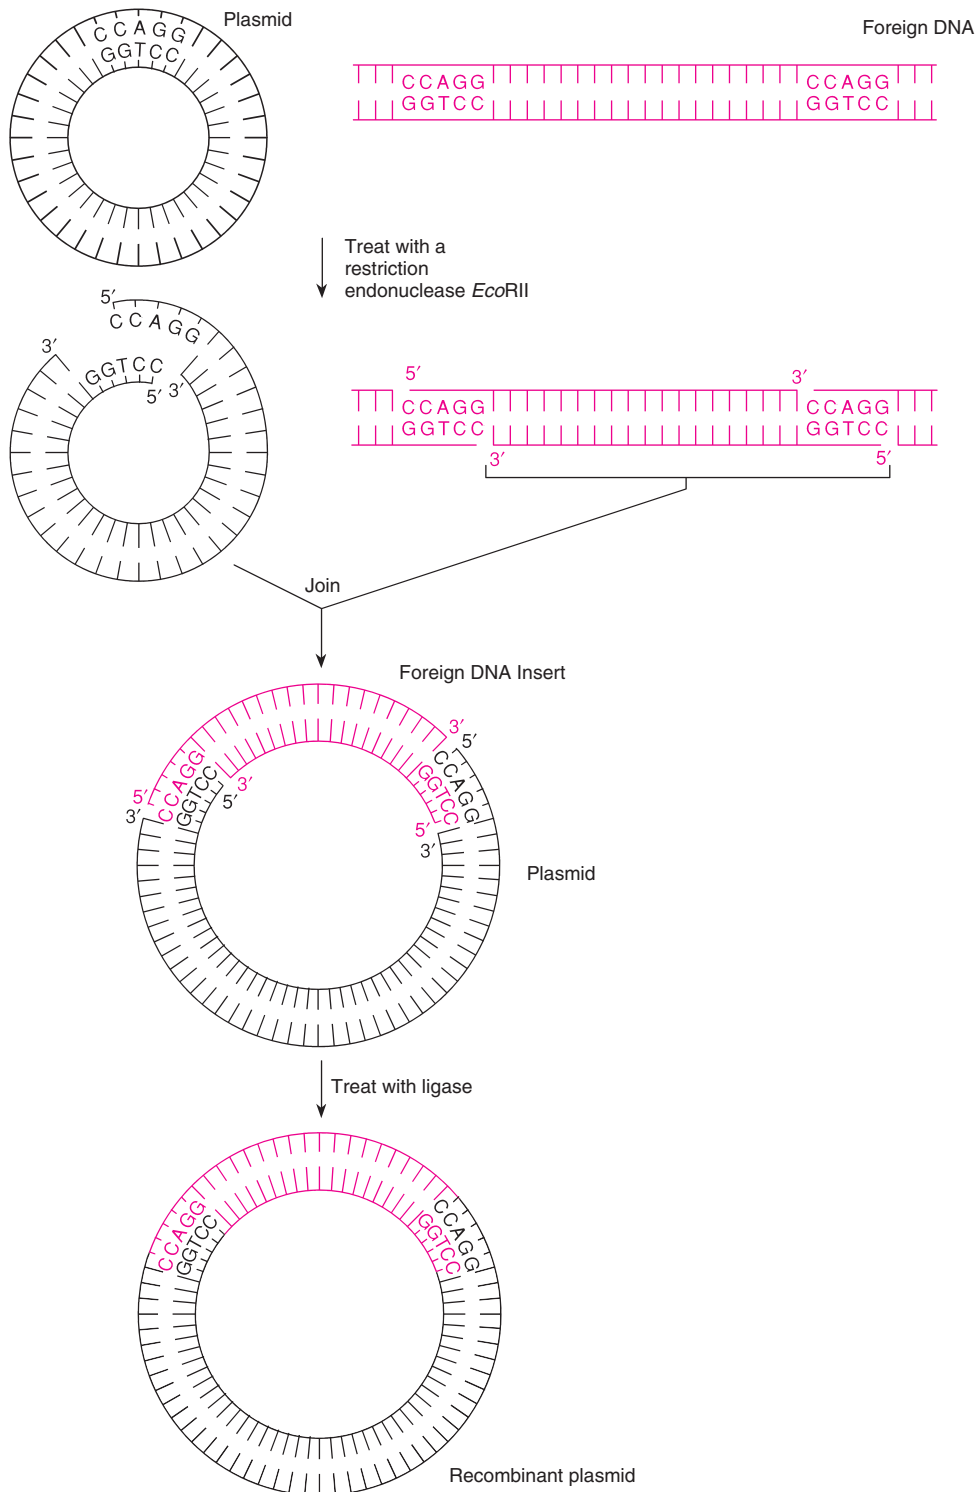 Plasmid
Foreign DNA
CCAGG
GGTCC
CCAGG
GGTCC
CCAGG
GGTCC
Treat with a
restriction
endonuclease EcoRII
5′
CCAGG
3′
GGTCC
5′ 3′
5′
3′
CCAGG
GGTCC
CCAGG
GGTCC
3′
5′
Join
Foreign DNA Insert
3′
5′
CCAGG
GGTCC
3′
5′
5′
3′
CCAGG
GGTCC
5′
3′
Plasmid
Treat with ligase
CCAGG
GGTCC
CCAGG
GGTCC
Recombinant plasmid